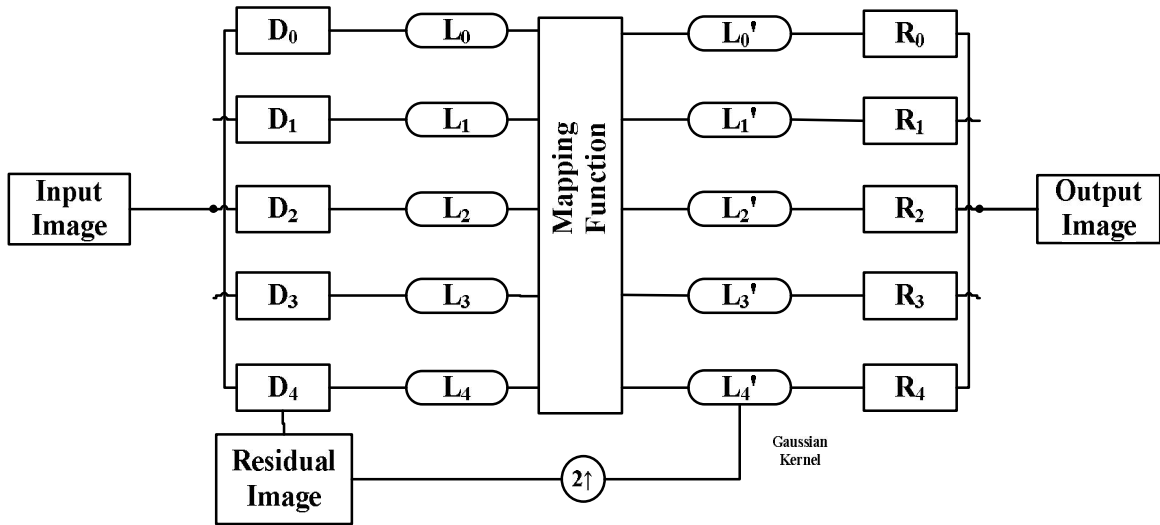 D₀ L₀ L₀' R₀
D₁ L₁ L₁' R₁
Input
Image
D₂ L₂ Mapping
Function
L₂' R₂ Output
Image
D₃ L₃ L₃' R₃
D₄ L₄ L₄' R₄
Residual
Image
2↑
Gaussian
Kernel